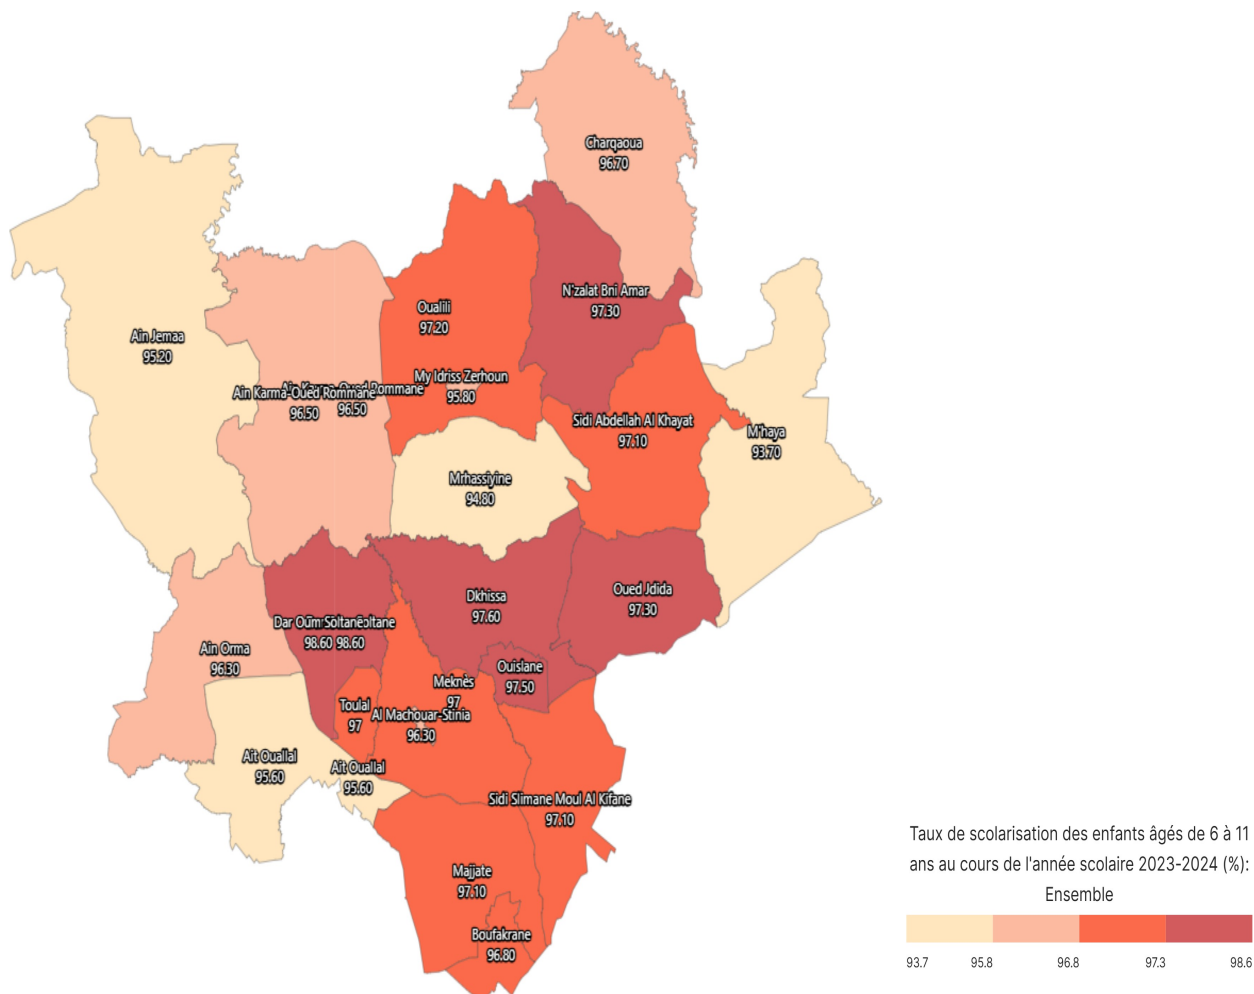 Charqaoua
96.70
N'zalat Bni Amar
97.30
Oualili
97.20
Ain Jemaa
95.20
My Idriss Zerhoun
95.80
Ain Karma-Oued Rommane
96.50
Ain Karma-Oued Rommane
96.50
Sidi Abdellah Al Khayat
97.10
M'haya
93.70
Mrhassiyine
94.80
Dkhissa
97.60
Oued Jdida
97.30
Dar Oum Soltane
98.60
98.60
Ain Orma
96.30
Ouislane
97.50
Meknès
97
Toulal
97
Al Machouar-Stinia
96.30
Aït Ouallal
95.60
Aït Ouallal
95.60
Sidi Slimane Moul Al Kifane
97.10
Majjate
97.10
Boufakrane
96.80
Taux de scolarisation des enfants âgés de 6 à 11
ans au cours de l'année scolaire 2023-2024 (%):
Ensemble
93.7 95.8 96.8 97.3 98.6